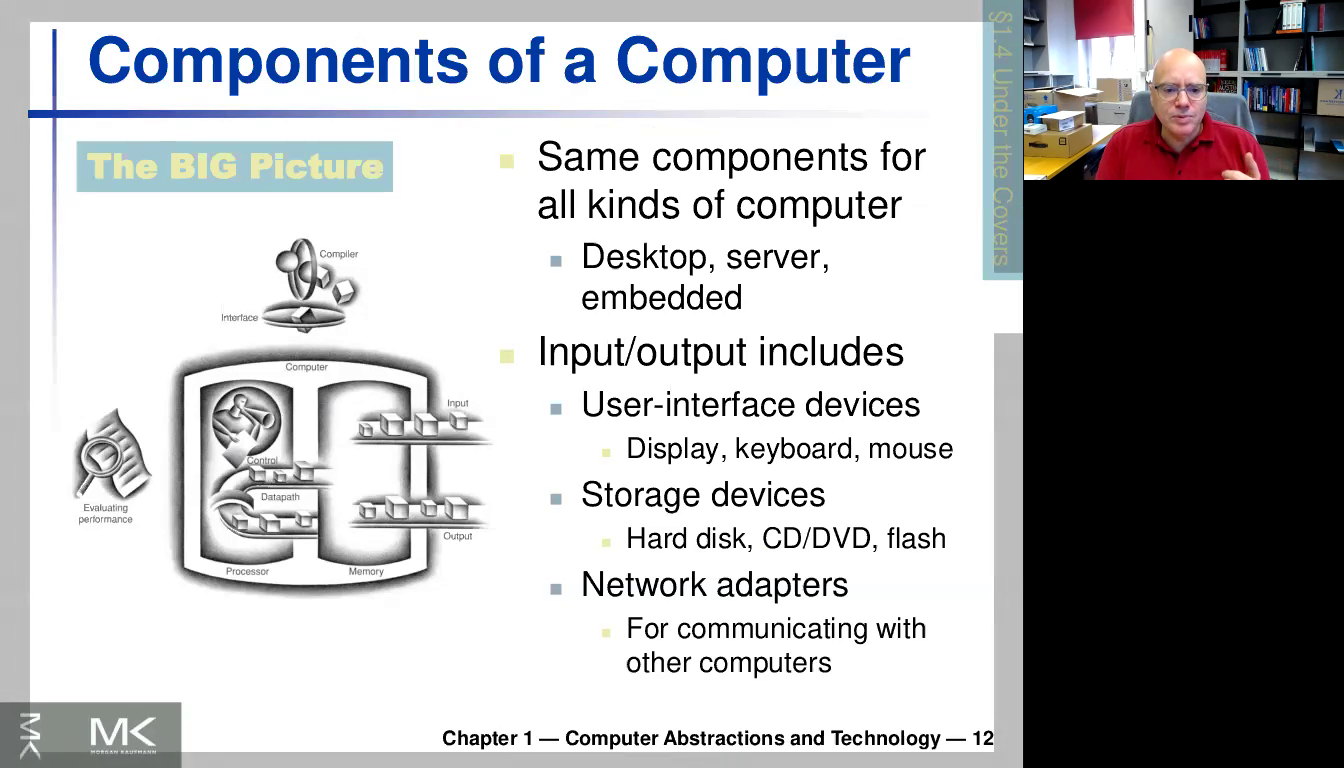 Components of a Computer
§1.4 Under the Covers
The BIG Picture
Compiler
Interface
Computer
Input
Control
Datapath
Evaluating
performance
Output
Processor
Memory
Same components for
all kinds of computer
Desktop, server,
embedded
Input/output includes
User-interface devices
Display, keyboard, mouse
Storage devices
Hard disk, CD/DVD, flash
Network adapters
For communicating with
other computers
MK
MK
MORGAN KAUFMANN
Chapter 1 — Computer Abstractions and Technology — 12